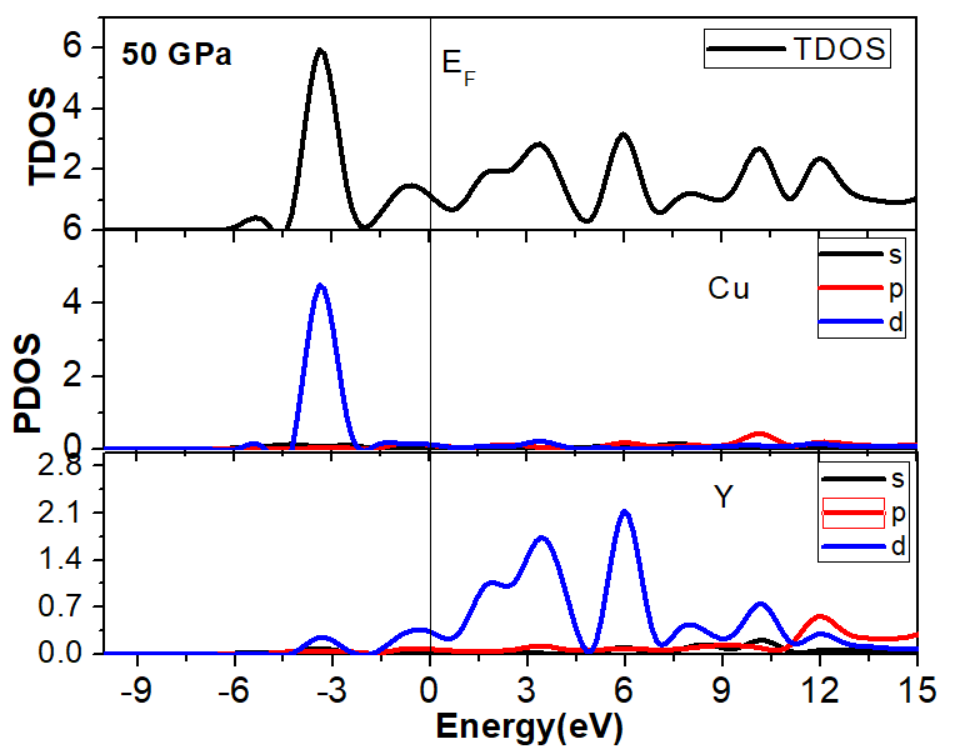 50 GPa
E_F
TDOS
TDOS
6
4
2
6
Cu
s
p
d
PDOS
4
2
0
Y
s
p
d
2.8
2.1
1.4
0.7
0.0
-9 -6 -3 0 3 6 9 12 15
Energy(eV)